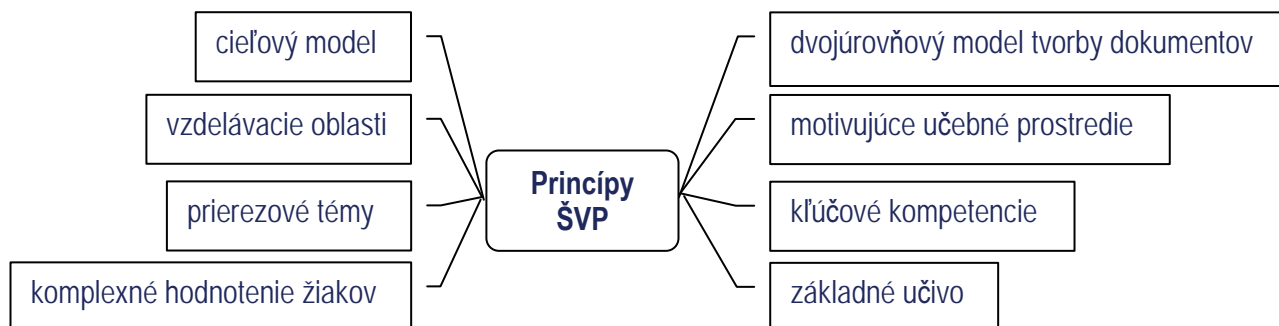 cieľový model
vzdelávacie oblasti
prierezové témy
komplexné hodnotenie žiakov
Princípy
ŠVP
dvojúrovňový model tvorby dokumentov
motivujúce učebné prostredie
kľúčové kompetencie
základné učivo